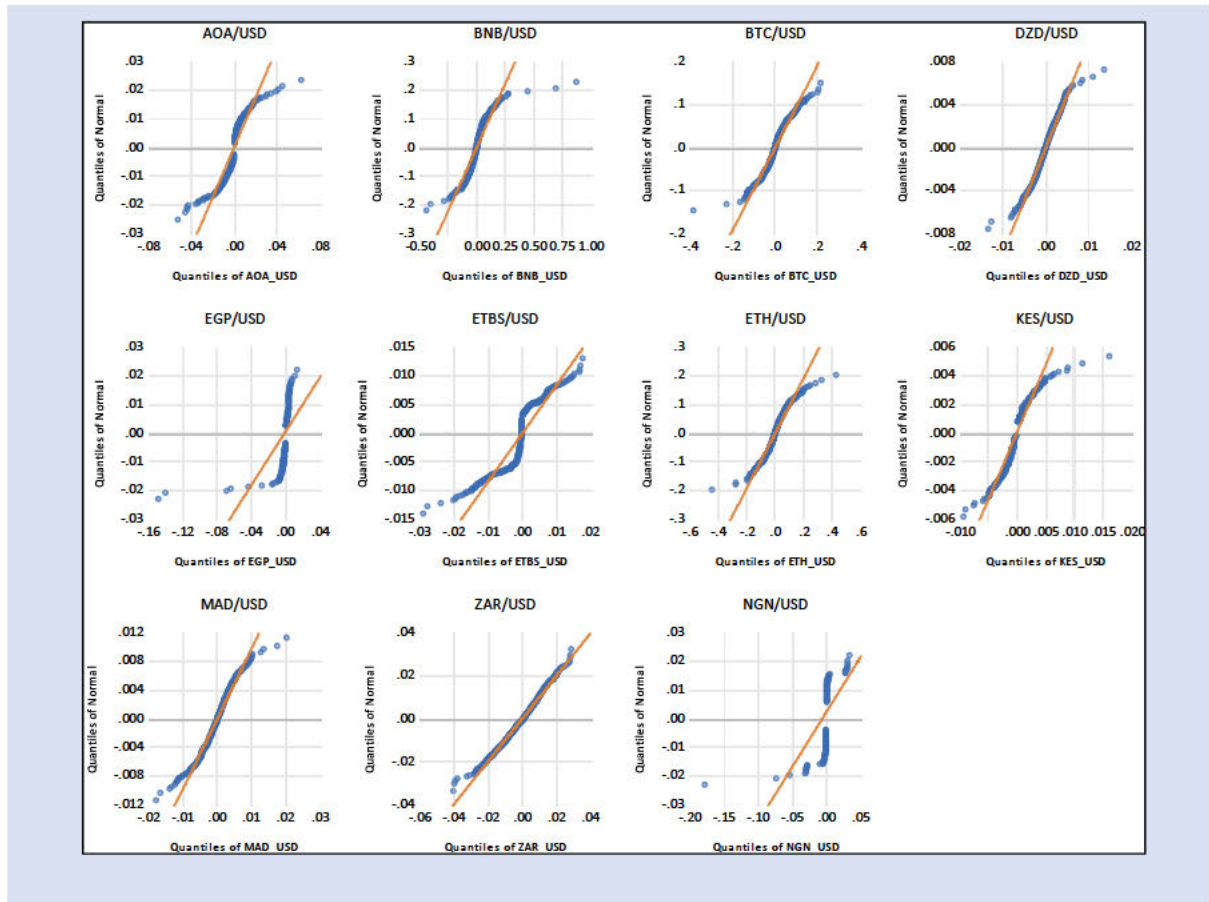 AOA/USD
Quantiles of Normal
.03
.02
.01
.00
-.01
-.02
-.03
-.08 -.04 .00 .04 .08
Quantiles of AOA_USD
BNB/USD
Quantiles of Normal
.3
.2
.1
.0
-.1
-.2
-.3
-0.50 0.00 0.25 0.50 0.75 1.00
Quantiles of BNB_USD
BTC/USD
Quantiles of Normal
.2
.1
.0
-.1
-.2
-.4 -.2 .0 .2 .4
Quantiles of BTC_USD
DZD/USD
Quantiles of Normal
.008
.004
.000
-.004
-.008
-.02 -.01 .00 .01 .02
Quantiles of DZD_USD
EGP/USD
Quantiles of Normal
.03
.02
.01
.00
-.01
-.02
-.03
-.16 -.12 -.08 -.04 .00 .04
Quantiles of EGP_USD
ETBS/USD
Quantiles of Normal
.015
.010
.005
.000
-.005
-.010
-.015
-.03 -.02 -.01 .00 .01 .02
Quantiles of ETBS_USD
ETH/USD
Quantiles of Normal
.3
.2
.1
.0
-.1
-.2
-.3
-.6 -.4 -.2 .0 .2 .4 .6
Quantiles of ETH_USD
KES/USD
Quantiles of Normal
.006
.004
.002
.000
-.002
-.004
-.006
-.010 .000 .005 .010 .015 .020
Quantiles of KES_USD
MAD/USD
Quantiles of Normal
.012
.008
.004
.000
-.004
-.008
-.012
-.02 -.01 .00 .01 .02 .03
Quantiles of MAD_USD
ZAR/USD
Quantiles of Normal
.04
.02
.00
-.02
-.04
-.06 -.04 -.02 .00 .02 .04
Quantiles of ZAR_USD
NGN/USD
Quantiles of Normal
.03
.02
.01
.00
-.01
-.02
-.03
-.20 -.15 -.10 -.05 .00 .05
Quantiles of NGN_USD